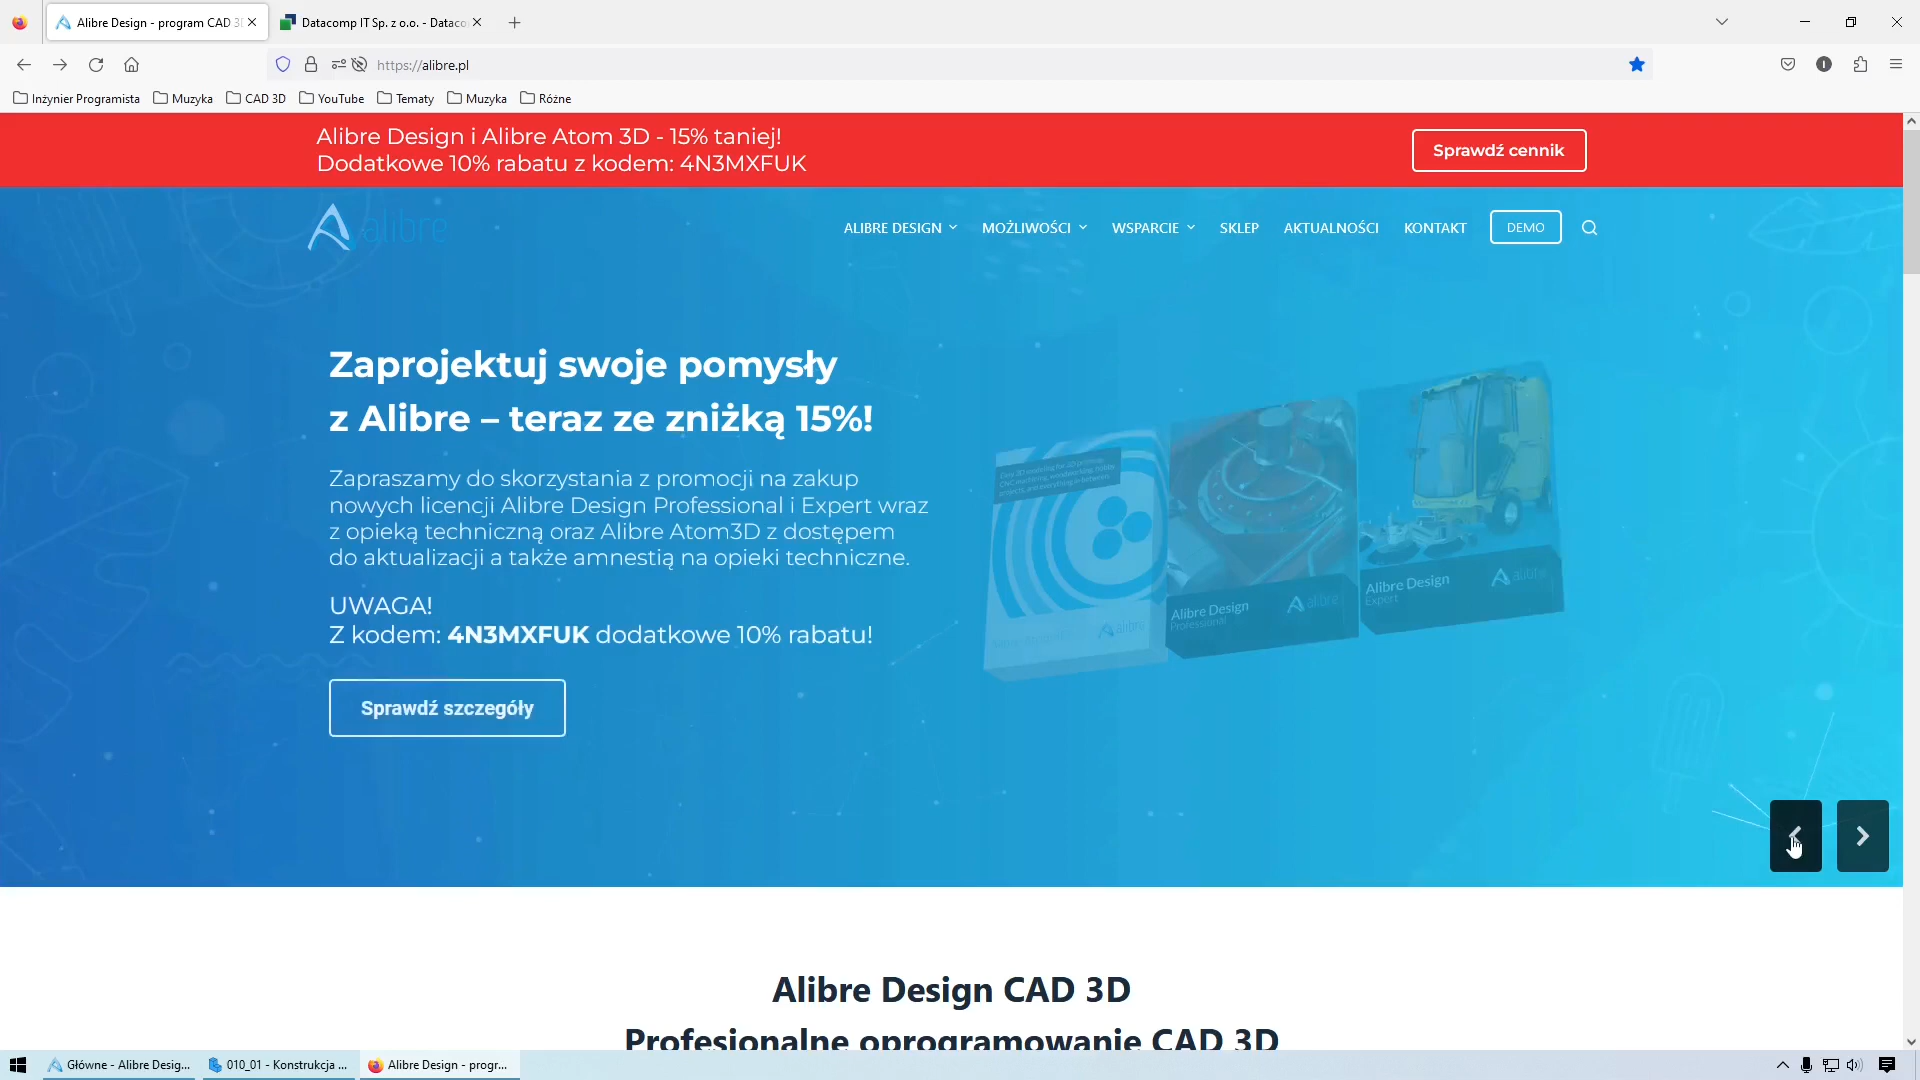 Alibre Design - program CAD 3D
Datacomp IT Sp. z o.o. - Dataco
https://alibre.pl
Inżynier Programista
Muzyka
CAD 3D
YouTube
Tematy
Muzyka
Różne
Alibre Design i Alibre Atom 3D - 15% taniej!
Dodatkowe 10% rabatu z kodem: 4N3MXFUK
Sprawdź cennik
alibre
ALIBRE DESIGN
MOŻLIWOŚCI
WSPARCIE
SKLEP
AKTUALNOŚCI
KONTAKT
DEMO
Zaprojektuj swoje pomysły
z Alibre – teraz ze zniżką 15%!
Zapraszamy do skorzystania z promocji na zakup
nowych licencji Alibre Design Professional i Expert wraz
z opieką techniczną oraz Alibre Atom3D z dostępem
do aktualizacji a także amnestią na opieki techniczne.
UWAGA!
Z kodem: 4N3MXFUK dodatkowe 10% rabatu!
Sprawdź szczegóły
alibre
Alibre Design
Professional
alibre
Alibre Design
Expert
alibre
Alibre Design CAD 3D
Profesjonalne oprogramowanie CAD 3D
Główne - Alibre Desig...
010_01 - Konstrukcja ...
Alibre Design - progr...